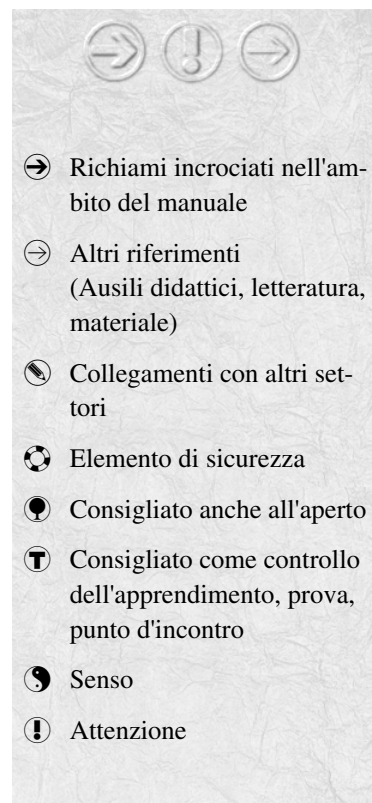 Richiami incrociati nell'am-
bito del manuale
Altri riferimenti
(Ausili didattici, letteratura,
materiale)
Collegamenti con altri set-
tori
Elemento di sicurezza
Consigliato anche all'aperto
T Consigliato come controllo
dell'apprendimento, prova,
punto d'incontro
Senso
! Attenzione